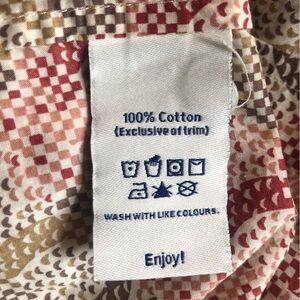 100% Cotton
(Exclusive of trim)
WASH WITH LIKE COLOURS.
Enjoy!